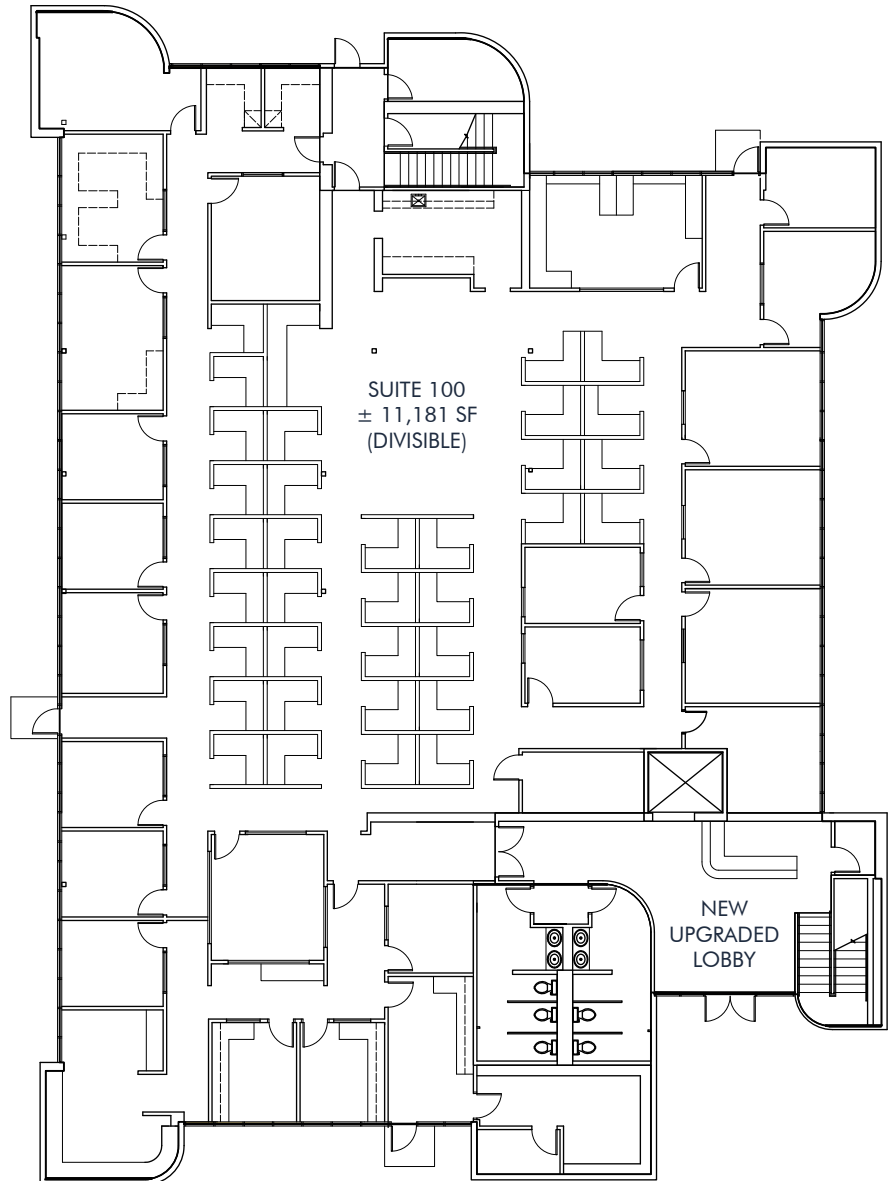 SUITE 100
± 11,181 SF
(DIVISIBLE)
NEW
UPGRADED
LOBBY